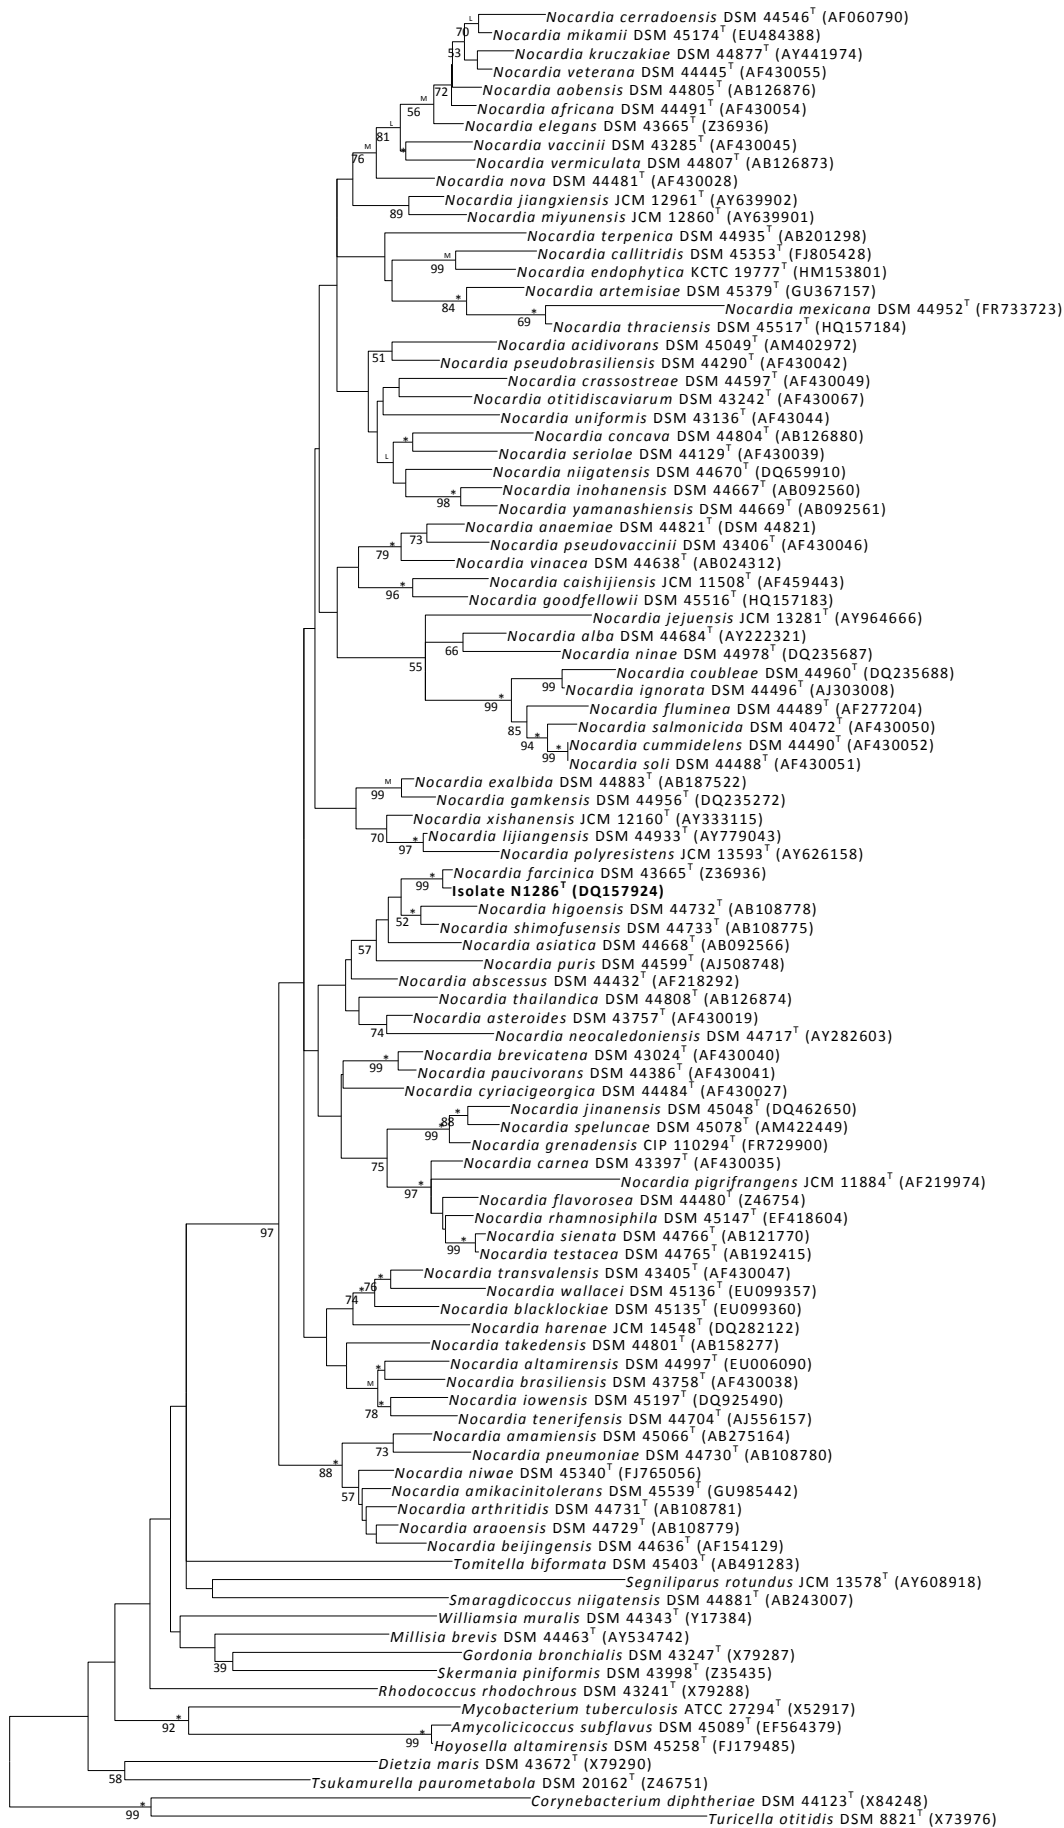 Nocardia cerradoensis DSM 44546T (AF060790)
Nocardia mikamii DSM 45174T (EU484388)
Nocardia kruczakiae DSM 44877T (AY441974)
Nocardia veterana DSM 44445T (AF430055)
Nocardia aobensis DSM 44805T (AB126876)
Nocardia africana DSM 44491T (AF430054)
Nocardia elegans DSM 43665T (Z36936)
Nocardia vaccinii DSM 43285T (AF430045)
Nocardia vermiculata DSM 44807T (AB126873)
Nocardia nova DSM 44481T (AF430028)
Nocardia jiangxiensis JCM 12961T (AY639902)
Nocardia miyunensis JCM 12860T (AY639901)
Nocardia terpenica DSM 44935T (AB201298)
Nocardia callitridis DSM 45353T (FJ805428)
Nocardia endophytica KCTC 19777T (HM153801)
Nocardia artemisiae DSM 45379T (GU367157)
Nocardia mexicana DSM 44952T (FR733723)
Nocardia thraciensis DSM 45517T (HQ157184)
Nocardia acidivorans DSM 45049T (AM402972)
Nocardia pseudobrasiliensis DSM 44290T (AF430042)
Nocardia crassostreae DSM 44597T (AF430049)
Nocardia otitidiscaviarum DSM 43242T (AF430067)
Nocardia uniformis DSM 43136T (AF43044)
Nocardia concava DSM 44804T (AB126880)
Nocardia seriolae DSM 44129T (AF430039)
Nocardia niigatensis DSM 44670T (DQ659910)
Nocardia inohanensis DSM 44667T (AB092560)
Nocardia yamanashiensis DSM 44669T (AB092561)
Nocardia anaemiae DSM 44821T (DSM 44821)
Nocardia pseudovaccinii DSM 43406T (AF430046)
Nocardia vinacea DSM 44638T (AB024312)
Nocardia caishijiensis JCM 11508T (AF459443)
Nocardia goodfellowii DSM 45516T (HQ157183)
Nocardia jejuensis JCM 13281T (AY964666)
Nocardia alba DSM 44684T (AY222321)
Nocardia ninae DSM 44978T (DQ235687)
Nocardia coubleae DSM 44960T (DQ235688)
Nocardia ignorata DSM 44496T (AJ303008)
Nocardia fluminea DSM 44489T (AF277204)
Nocardia salmonicida DSM 40472T (AF430050)
Nocardia cummidelens DSM 44490T (AF430052)
Nocardia soli DSM 44488T (AF430051)
Nocardia exalbida DSM 44883T (AB187522)
Nocardia gamkensis DSM 44956T (DQ235272)
Nocardia xishanensis JCM 12160T (AY333115)
Nocardia lijiangensis DSM 44933T (AY779043)
Nocardia polyresistens JCM 13593T (AY626158)
Nocardia farcinica DSM 43665T (Z36936)
Isolate N1286T (DQ157924)
Nocardia higoensis DSM 44732T (AB108778)
Nocardia shimofusensis DSM 44733T (AB108775)
Nocardia asiatica DSM 44668T (AB092566)
Nocardia puris DSM 44599T (AJ508748)
Nocardia abscessus DSM 44432T (AF218292)
Nocardia thailandica DSM 44808T (AB126874)
Nocardia asteroides DSM 43757T (AF430019)
Nocardia neocaledoniensis DSM 44717T (AY282603)
Nocardia brevicatena DSM 43024T (AF430040)
Nocardia paucivorans DSM 44386T (AF430041)
Nocardia cyriacigeorgica DSM 44484T (AF430027)
Nocardia jinanensis DSM 45048T (DQ462650)
Nocardia speluncae DSM 45078T (AM422449)
Nocardia grenadensis CIP 110294T (FR729900)
Nocardia carnea DSM 43397T (AF430035)
Nocardia pigrifrangens JCM 11884T (AF219974)
Nocardia flavorosea DSM 44480T (Z46754)
Nocardia rhamnosiphila DSM 45147T (EF418604)
Nocardia sienata DSM 44766T (AB121770)
Nocardia testacea DSM 44765T (AB192415)
Nocardia transvalensis DSM 43405T (AF430047)
Nocardia wallacei DSM 45136T (EU099357)
Nocardia blacklockiae DSM 45135T (EU099360)
Nocardia harenae JCM 14548T (DQ282122)
Nocardia takedensis DSM 44801T (AB158277)
Nocardia altamirensis DSM 44997T (EU006090)
Nocardia brasiliensis DSM 43758T (AF430038)
Nocardia iowensis DSM 45197T (DQ925490)
Nocardia tenerifensis DSM 44704T (AJ556157)
Nocardia amamiensis DSM 45066T (AB275164)
Nocardia pneumoniae DSM 44730T (AB108780)
Nocardia niwae DSM 45340T (FJ765056)
Nocardia amikacinitolerans DSM 45539T (GU985442)
Nocardia arthritidis DSM 44731T (AB108781)
Nocardia araoensis DSM 44729T (AB108779)
Nocardia beijingensis DSM 44636T (AF154129)
Tomitella biformata DSM 45403T (AB491283)
Segniliparus rotundus JCM 13578T (AY608918)
Smaragdicoccus niigatensis DSM 44881T (AB243007)
Williamsia muralis DSM 44343T (Y17384)
Millisia brevis DSM 44463T (AY534742)
Gordonia bronchialis DSM 43247T (X79287)
Skermania piniformis DSM 43998T (Z35435)
Rhodococcus rhodochrous DSM 43241T (X79288)
Mycobacterium tuberculosis ATCC 27294T (X52917)
Amycolicicoccus subflavus DSM 45089T (EF564379)
Hoyosella altamirensis DSM 45258T (FJ179485)
Dietzia maris DSM 43672T (X79290)
Tsukamurella paurometabola DSM 20162T (Z46751)
Corynebacterium diphtheriae DSM 44123T (X84248)
Turicella otitidis DSM 8821T (X73976)
L
70
53
72
M
56
L
81
*
M
76
89
M
99
*
84
*
69
51
*
L
*
98
73
*
79
*
96
66
55
99
*
99
85
*
94
*
99
M
99
70
*
97
*
99
*
52
57
74
*
99
*
88
*
99
75
*
97
*
99
97
*
76
*
74
*
M
*
78
73
*
88
57
39
*
92
*
99
58
*
99